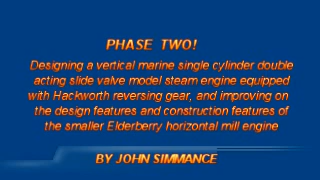 PHASE TWO!
Designing a vertical marine single cylinder double
acting slide valve model steam engine equipped
with Hackworth reversing gear, and improving on
the design features and construction features of
the smaller Elderberry horizontal mill engine
BY JOHN SIMMANCE